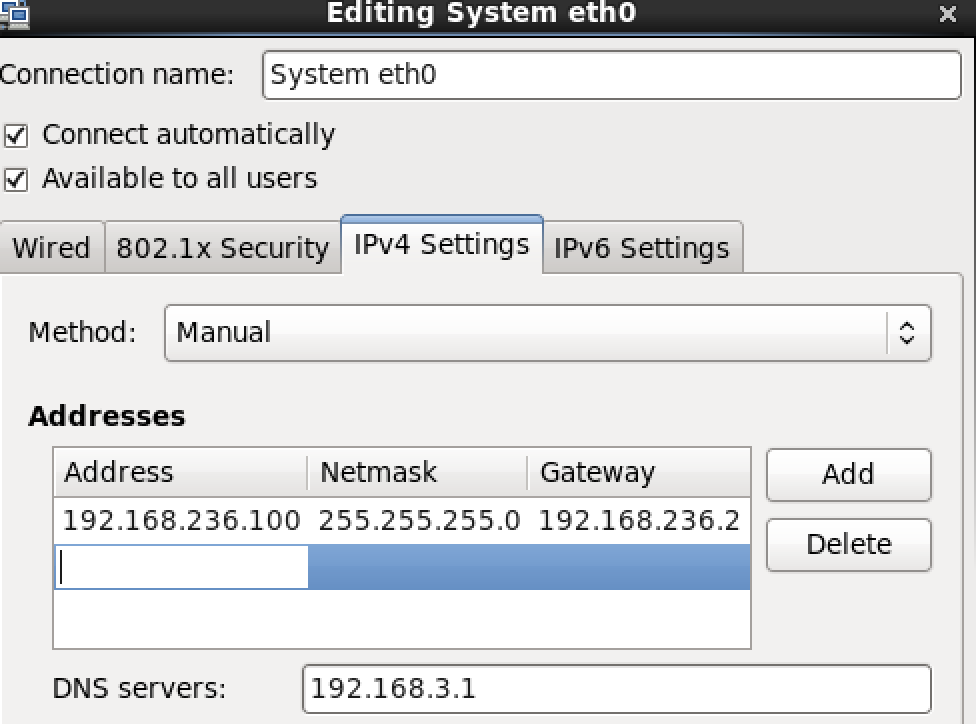 Editing System eth0
Connection name: System eth0
Connect automatically
Available to all users
Wired 802.1x Security IPv4 Settings IPv6 Settings
Method: Manual
Addresses
Address Netmask Gateway Add
192.168.236.100 255.255.255.0 192.168.236.2
Delete
DNS servers: 192.168.3.1